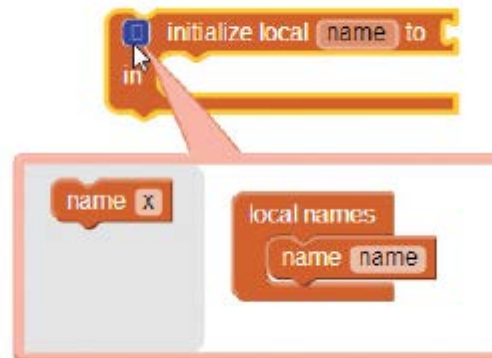 initialize local name to
in
name x
local names
name name